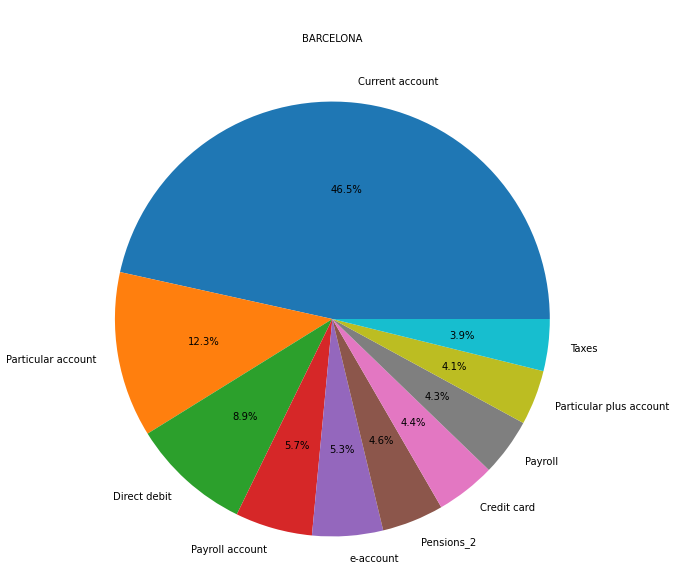 BARCELONA
Current account
46.5%
Particular account
12.3%
Direct debit
8.9%
Payroll account
5.7%
e-account
5.3%
Pensions_2
4.6%
Credit card
4.4%
Payroll
4.3%
Particular plus account
4.1%
Taxes
3.9%